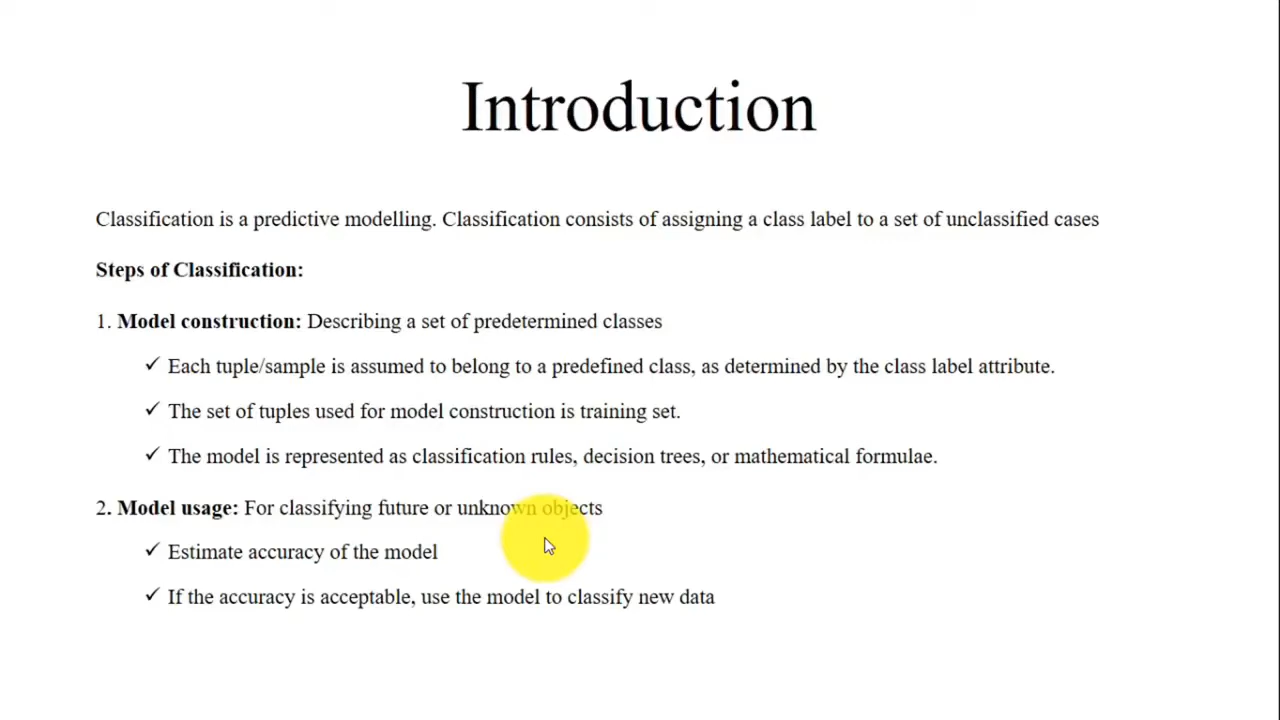 Introduction
Classification is a predictive modelling. Classification consists of assigning a class label to a set of unclassified cases
Steps of Classification:
1. Model construction: Describing a set of predetermined classes
✓ Each tuple/sample is assumed to belong to a predefined class, as determined by the class label attribute.
✓ The set of tuples used for model construction is training set.
✓ The model is represented as classification rules, decision trees, or mathematical formulae.
2. Model usage: For classifying future or unknown objects
✓ Estimate accuracy of the model
✓ If the accuracy is acceptable, use the model to classify new data